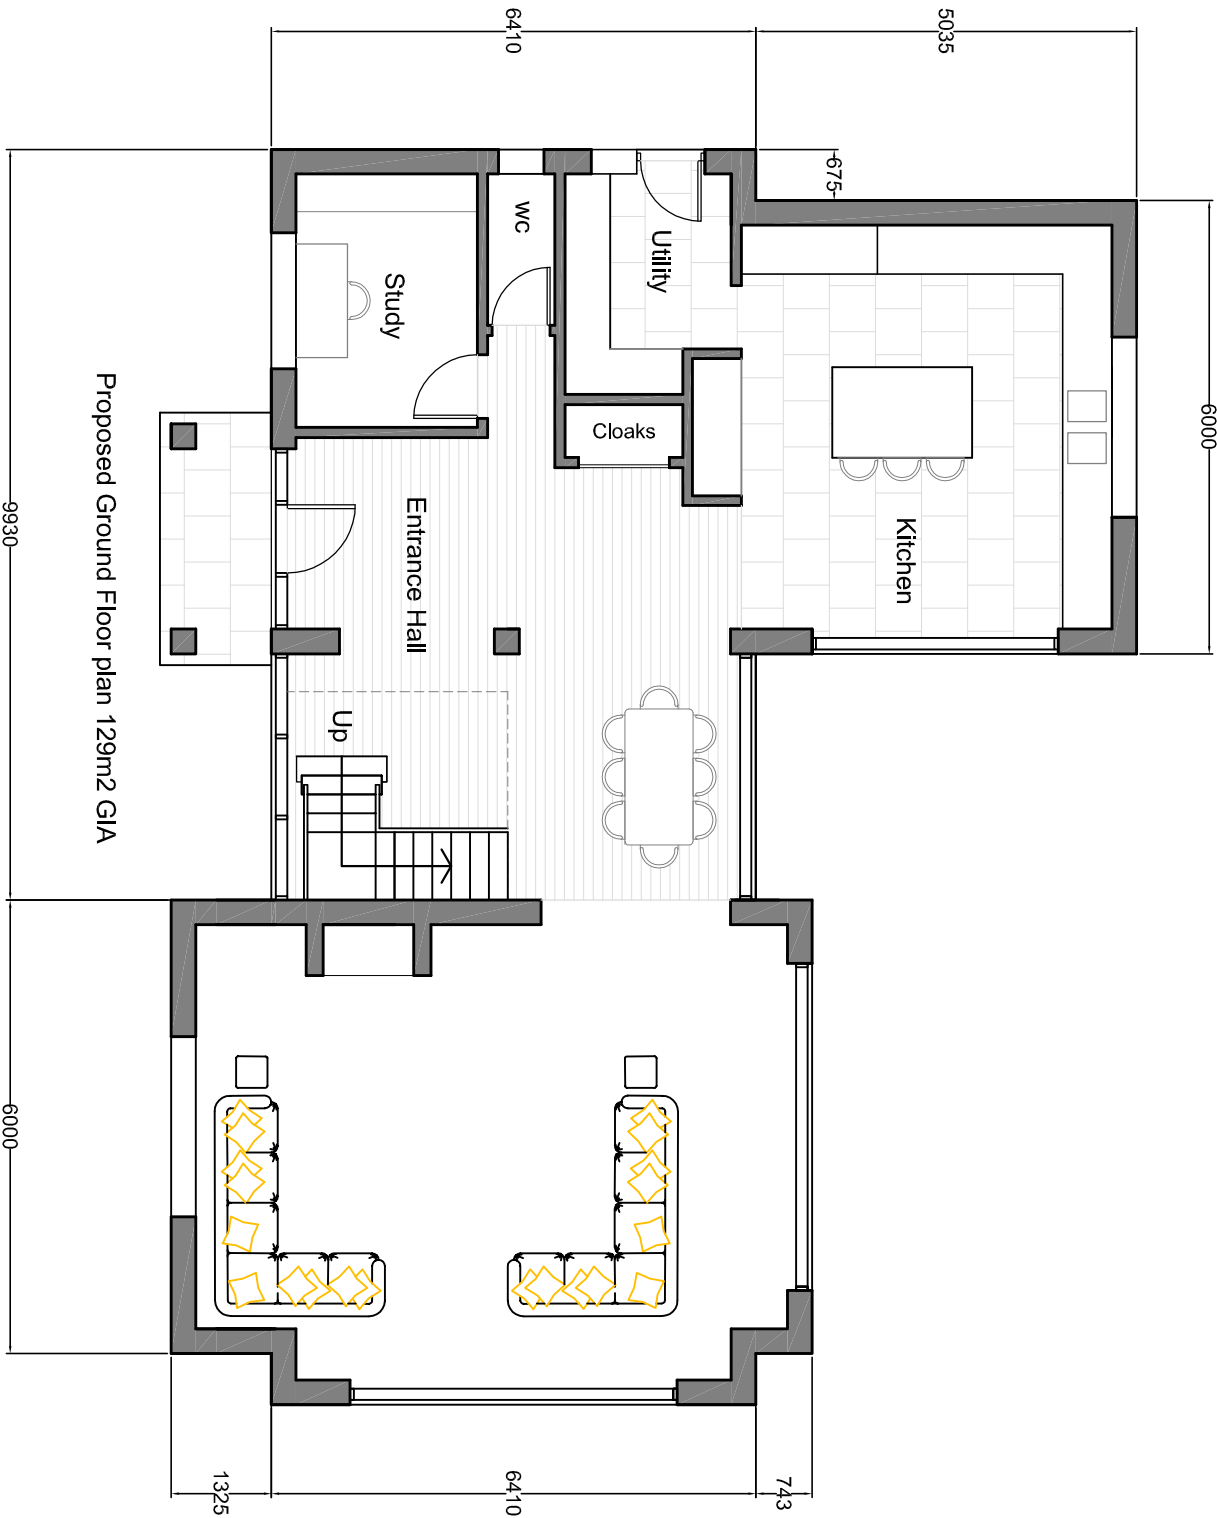 6410
5035
675
6000
wc
Utility
Study
Cloaks
Kitchen
Entrance Hall
Up
Proposed Ground Floor plan 129m2 GIA
9930
6000
1325
6410
743